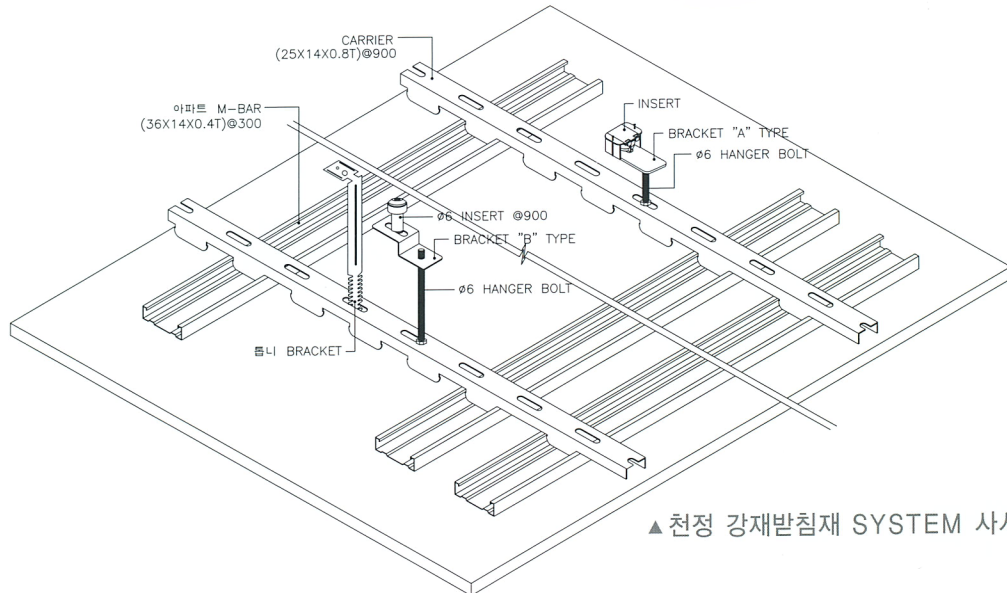 CARRIER
(25X14X0.8T)@900
아파트 M-BAR
(36X14X0.4T)@300
INSERT
BRACKET "A" TYPE
ø6 HANGER BOLT
ø6 INSERT @900
BRACKET "B" TYPE
ø6 HANGER BOLT
톱니 BRACKET
▲천정 강재받침재 SYSTEM